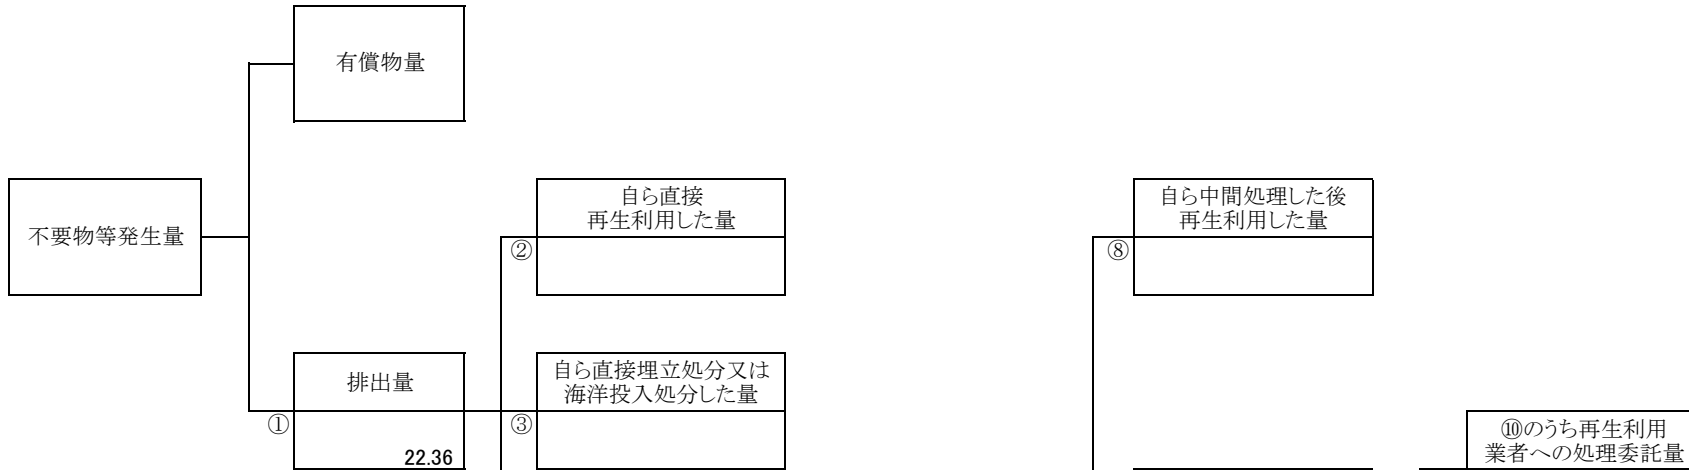 有償物量
不要物等発生量
自ら直接
再生利用した量
②
自ら中間処理した後
再生利用した量
⑧
排出量
①
22.36
自ら直接埋立処分又は
海洋投入処分した量
③
⑩のうち再生利用
業者への処理委託量